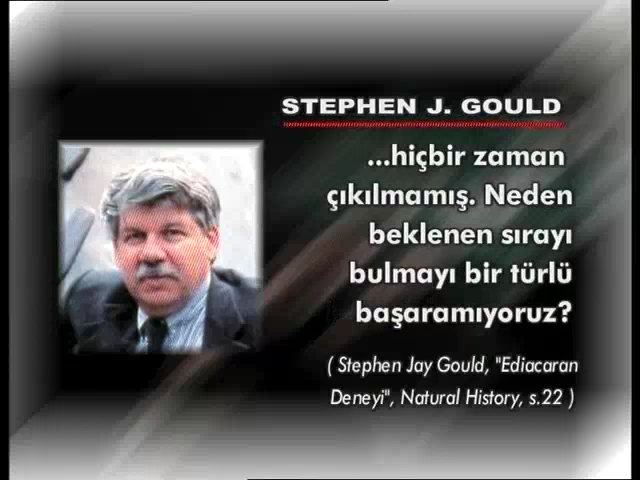 STEPHEN J. GOULD
...hiçbir zaman
çıkılmamış. Neden
beklenen sırayı
bulmayı bir türlü
başaramıyoruz?
( Stephen Jay Gould, "Ediacaran
Deneyi", Natural History, s.22 )